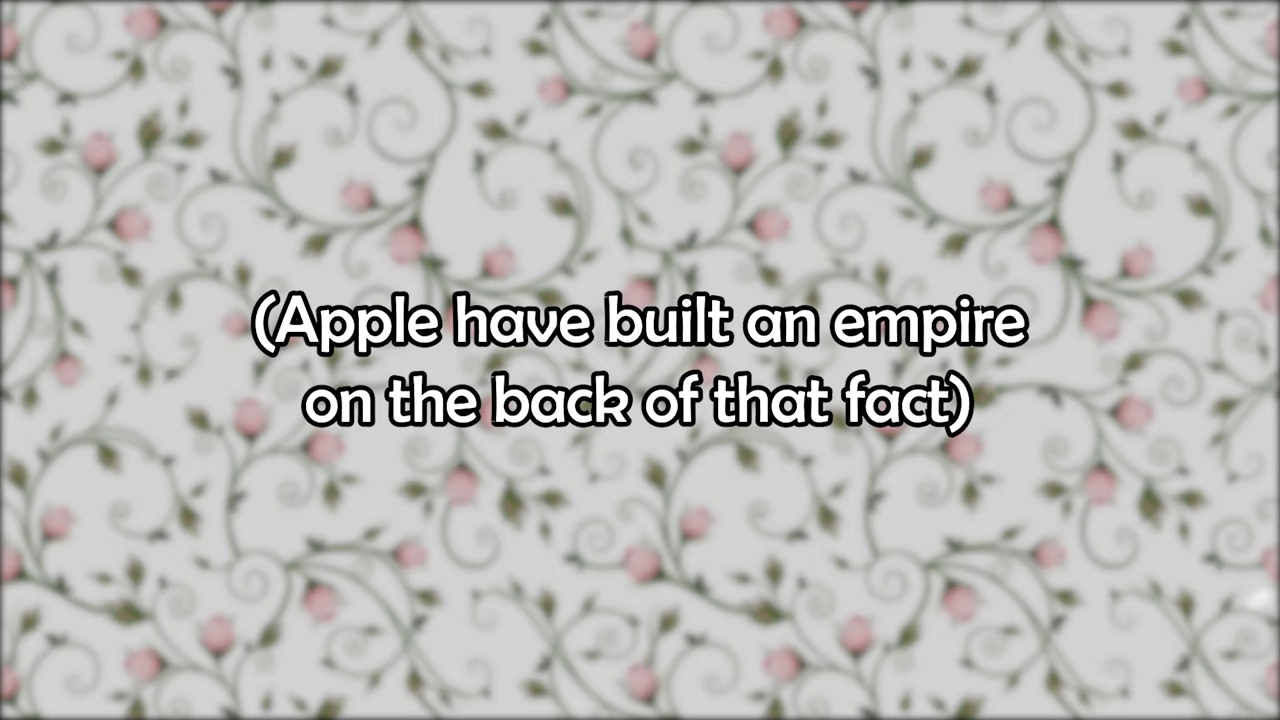 (Apple have built an empire
on the back of that fact)